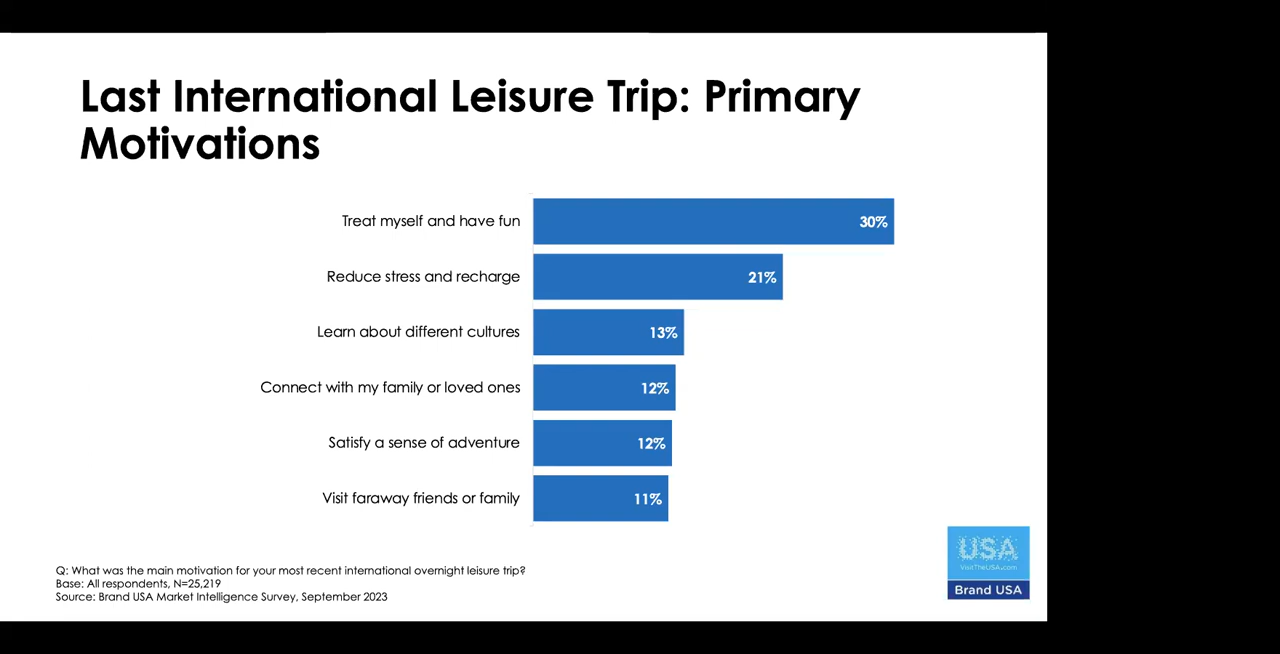 Last International Leisure Trip: Primary
Motivations
Treat myself and have fun
30%
Reduce stress and recharge
21%
Learn about different cultures
13%
Connect with my family or loved ones
12%
Satisfy a sense of adventure
12%
Visit faraway friends or family
11%
Q: What was the main motivation for your most recent international overnight leisure trip?
Base: All respondents, N=25,219
Source: Brand USA Market Intelligence Survey, September 2023
USA
VisitTheUSA.com
Brand USA